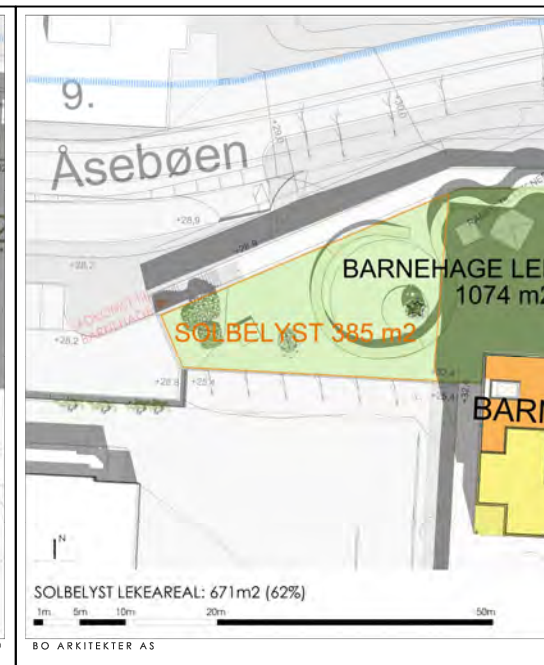 9.
Åsebøen
+28,9
+28,2
+28,2
BARNEHAGE LE
1074 m2
SOLBELYST 385 m2
+28,8 +25,4
BARN
N
SOLBELYST LEKEAREAL: 671m2 (62%)
1m 5m 10m 20m 50m
BO ARKITEKTER AS